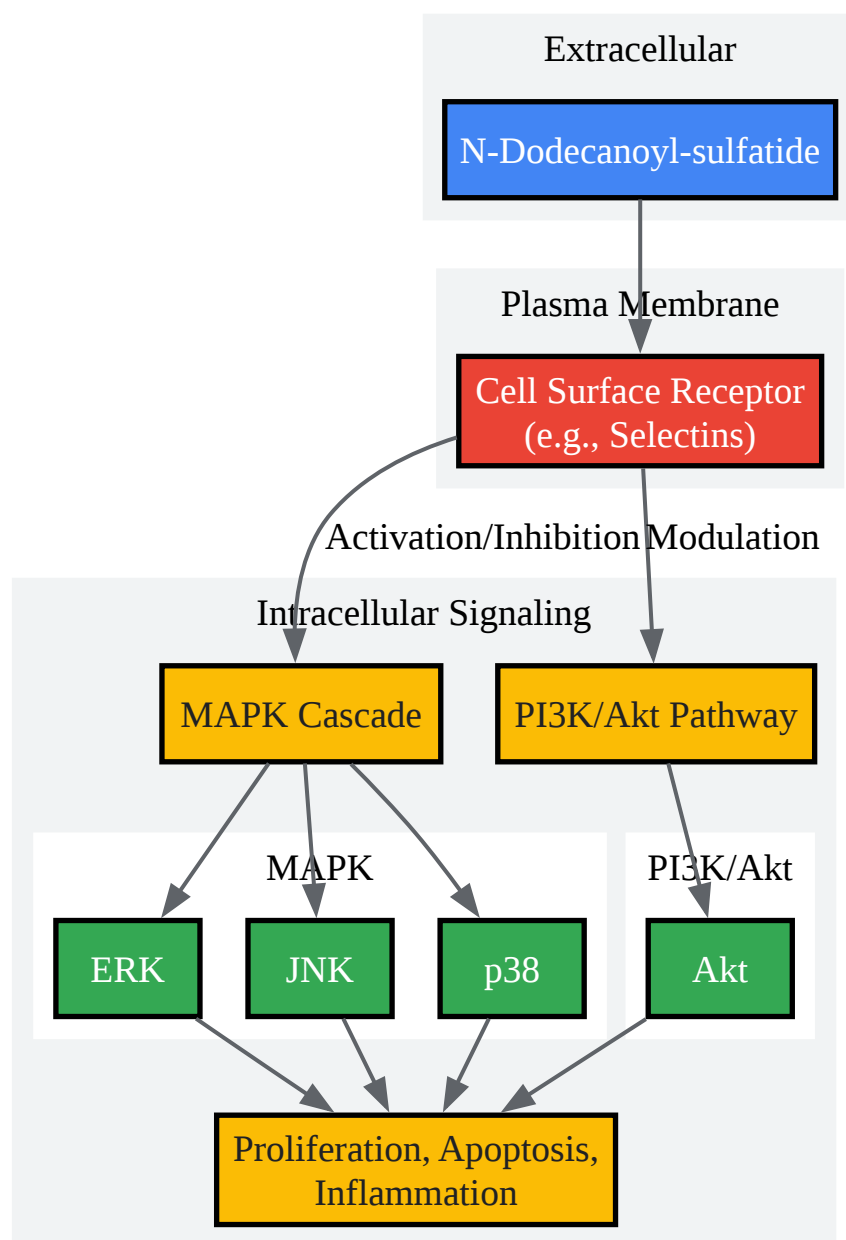 Extracellular
N-Dodecanoyl-sulfatide
Plasma Membrane
Cell Surface Receptor
(e.g., Selectins)
Activation/Inhibition
Modulation
Intracellular Signaling
MAPK Cascade
PI3K/Akt Pathway
MAPK
PI3K/Akt
ERK
JNK
p38
Akt
Proliferation, Apoptosis,
Inflammation